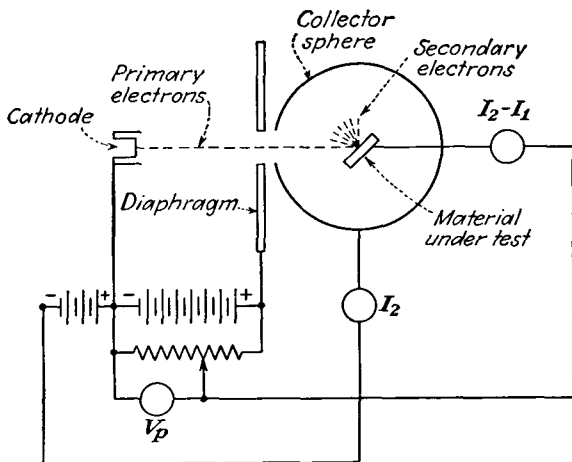 Collector
sphere
Secondary
electrons
Primary
electrons
I₂-I₁
Cathode
Diaphragm
Material
under test
- + - +
I₂
Vₚ